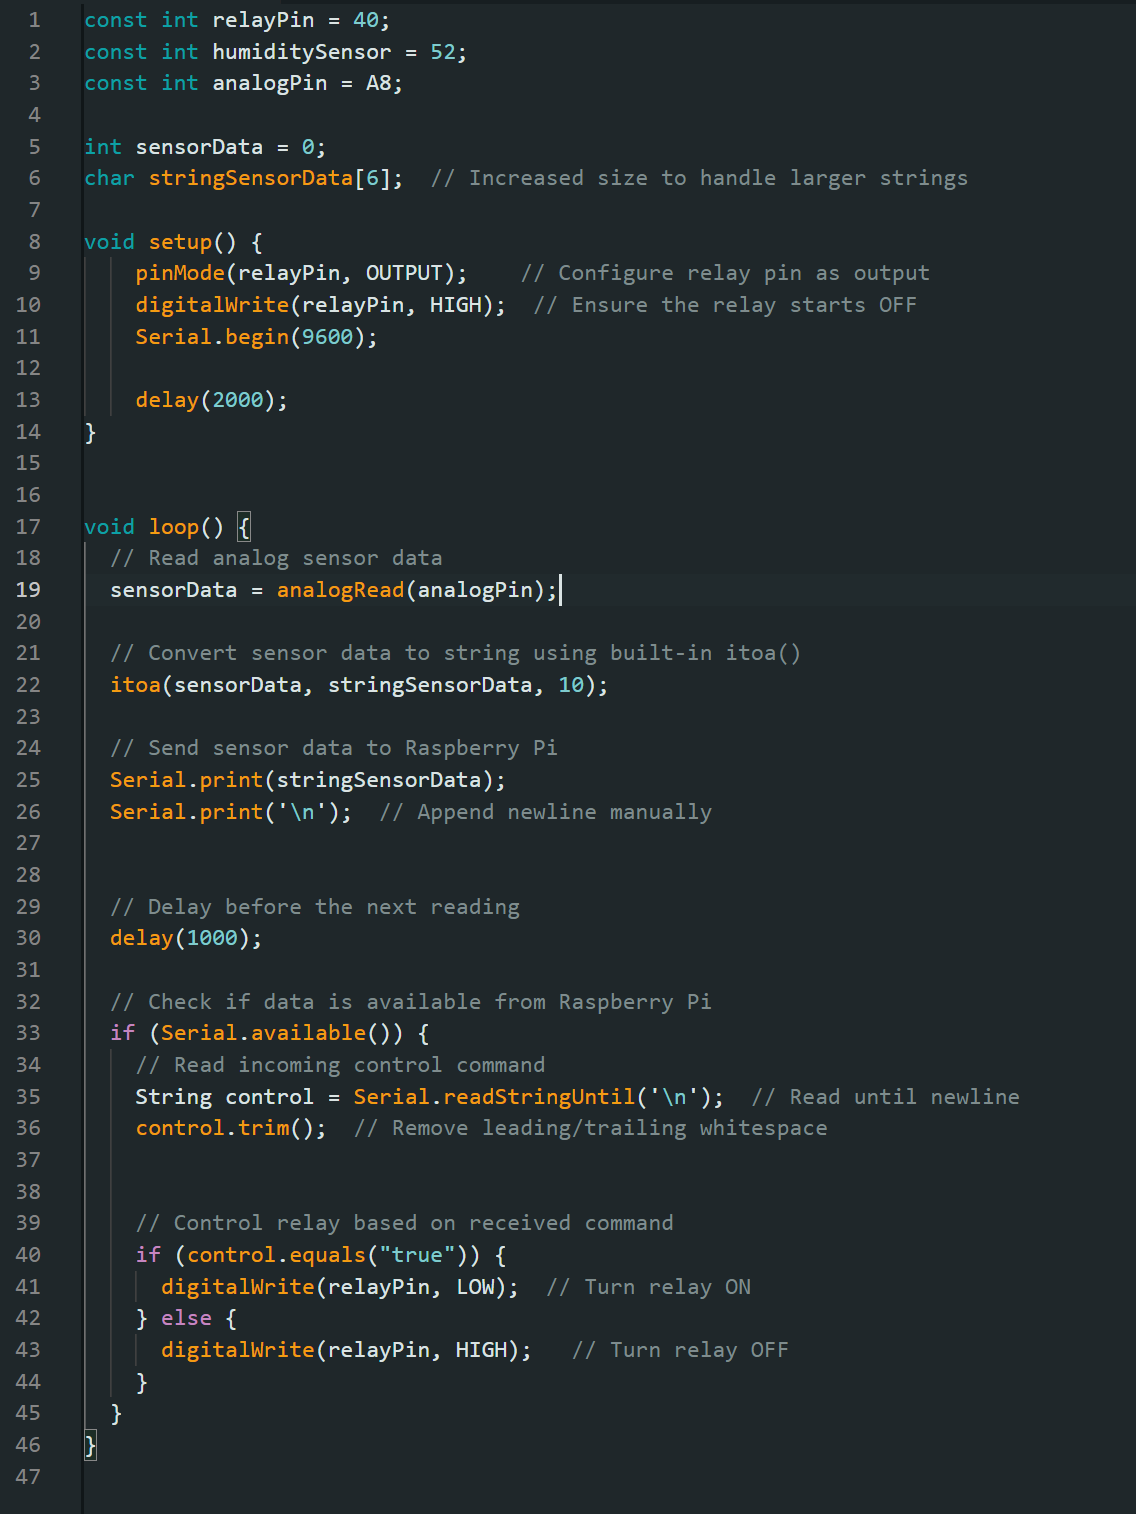 1 const int relayPin = 40;
2 const int humiditySensor = 52;
3 const int analogPin = A8;
4
5 int sensorData = 0;
6 char stringSensorData[6];  // Increased size to handle larger strings
7
8 void setup() {
9     pinMode(relayPin, OUTPUT);    // Configure relay pin as output
10     digitalWrite(relayPin, HIGH);  // Ensure the relay starts OFF
11     Serial.begin(9600);
12
13     delay(2000);
14 }
15
16
17 void loop() {
18   // Read analog sensor data
19   sensorData = analogRead(analogPin);
20
21   // Convert sensor data to string using built-in itoa()
22   itoa(sensorData, stringSensorData, 10);
23
24   // Send sensor data to Raspberry Pi
25   Serial.print(stringSensorData);
26   Serial.print('\n');  // Append newline manually
27
28
29   // Delay before the next reading
30   delay(1000);
31
32   // Check if data is available from Raspberry Pi
33   if (Serial.available()) {
34     // Read incoming control command
35     String control = Serial.readStringUntil('\n');  // Read until newline
36     control.trim();  // Remove leading/trailing whitespace
37
38
39     // Control relay based on received command
40     if (control.equals("true")) {
41       digitalWrite(relayPin, LOW);  // Turn relay ON
42     } else {
43       digitalWrite(relayPin, HIGH);   // Turn relay OFF
44     }
45   }
46 }
47